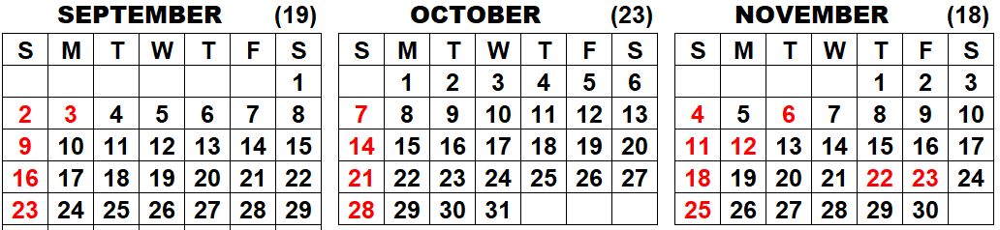 SEPTEMBER (19) OCTOBER (23) NOVEMBER (18)
S M T W T F S S M T W T F S S M T W T F S
1 1 2 3 4 5 6 1 2 3
2 3 4 5 6 7 8 7 8 9 10 11 12 13 4 5 6 7 8 9 10
9 10 11 12 13 14 15 14 15 16 17 18 19 20 11 12 13 14 15 16 17
16 17 18 19 20 21 22 21 22 23 24 25 26 27 18 19 20 21 22 23 24
23 24 25 26 27 28 29 28 29 30 31 25 26 27 28 29 30